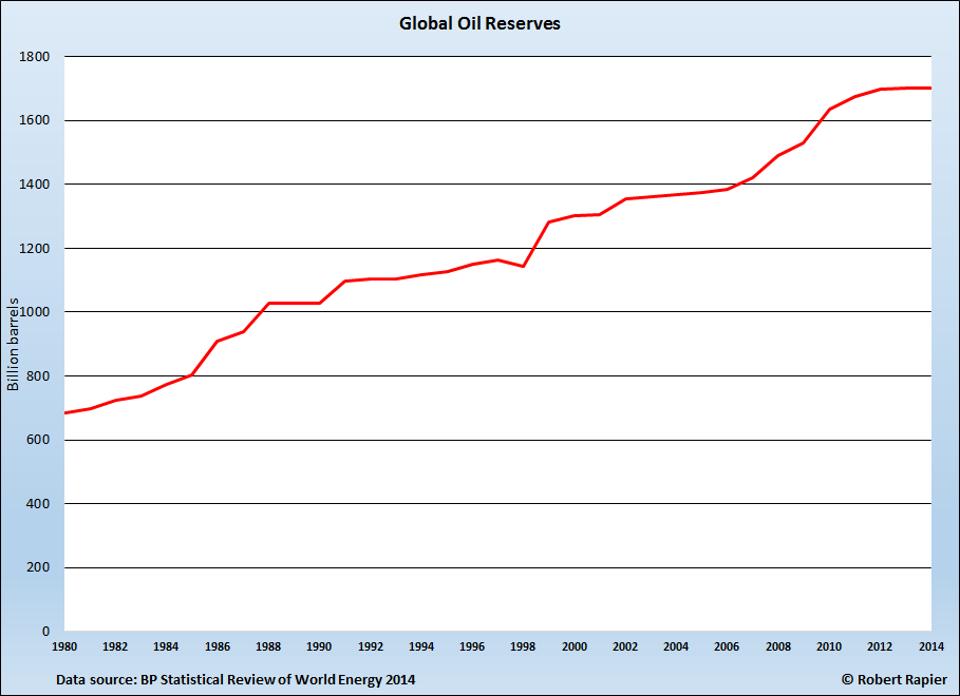 Global Oil Reserves
1800
1600
1400
1200
1000
800
600
400
200
0
Billion barrels
1980 1982 1984 1986 1988 1990 1992 1994 1996 1998 2000 2002 2004 2006 2008 2010 2012 2014
Data source: BP Statistical Review of World Energy 2014
© Robert Rapier